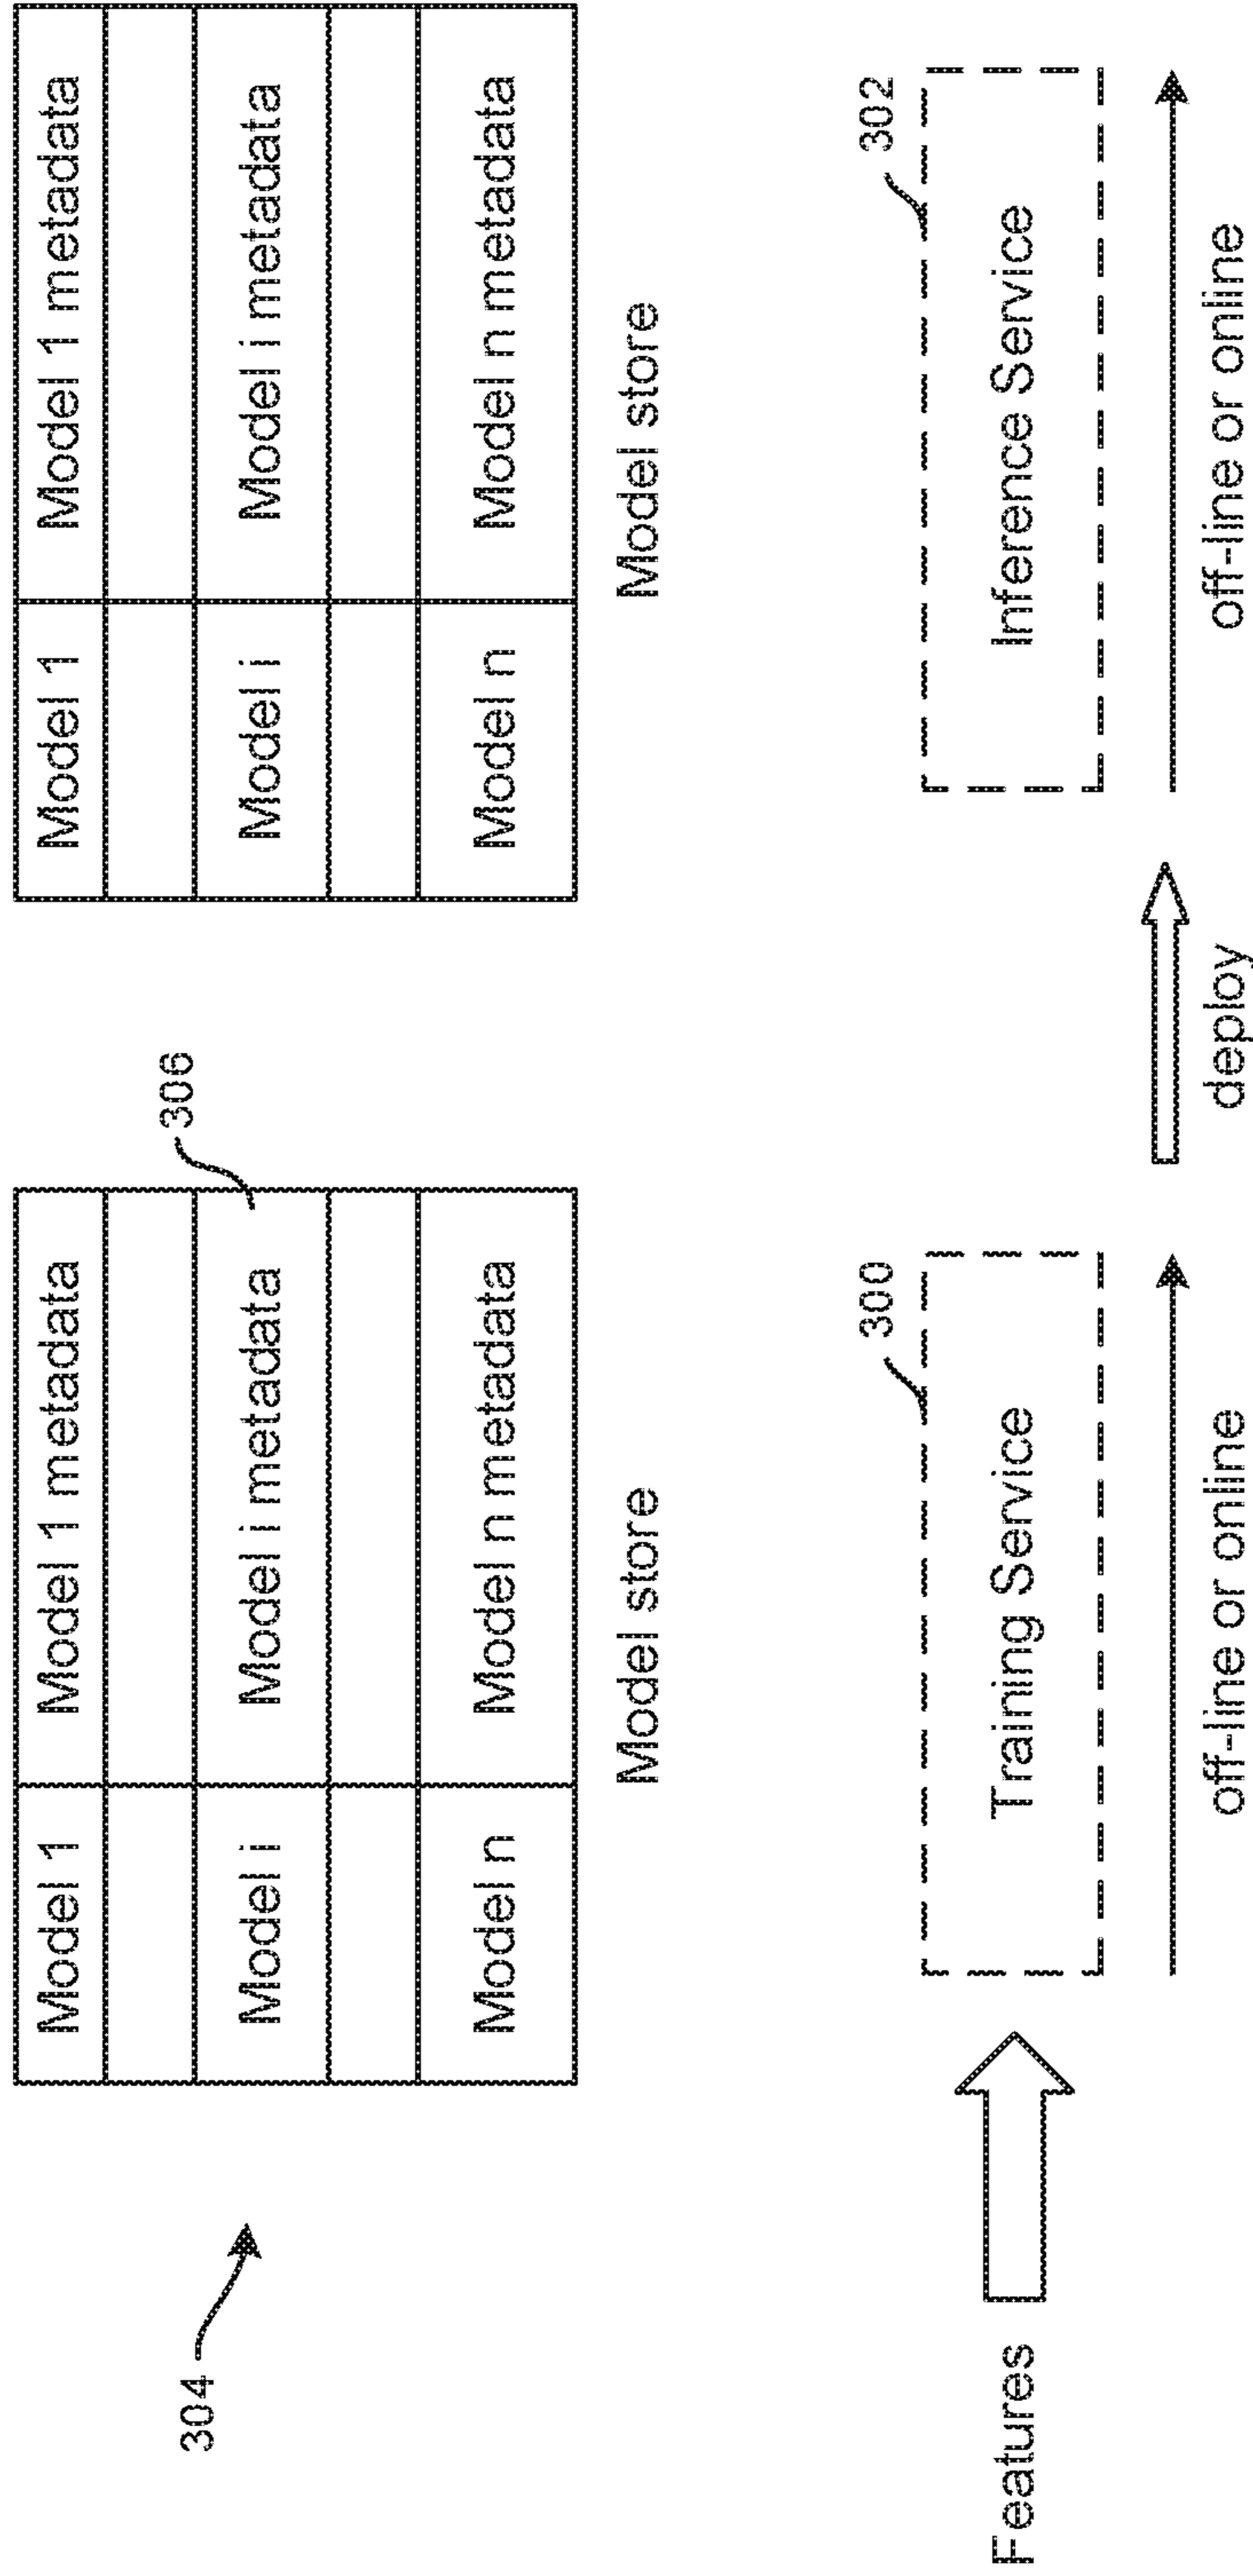 304
306
Model 1
Model 1 metadata
Model i
Model i metadata
Model n
Model n metadata
Model store
Model 1
Model 1 metadata
Model i
Model i metadata
Model n
Model n metadata
Model store
Features
300
Training Service
off-line or online
deploy
302
Inference Service
off-line or online